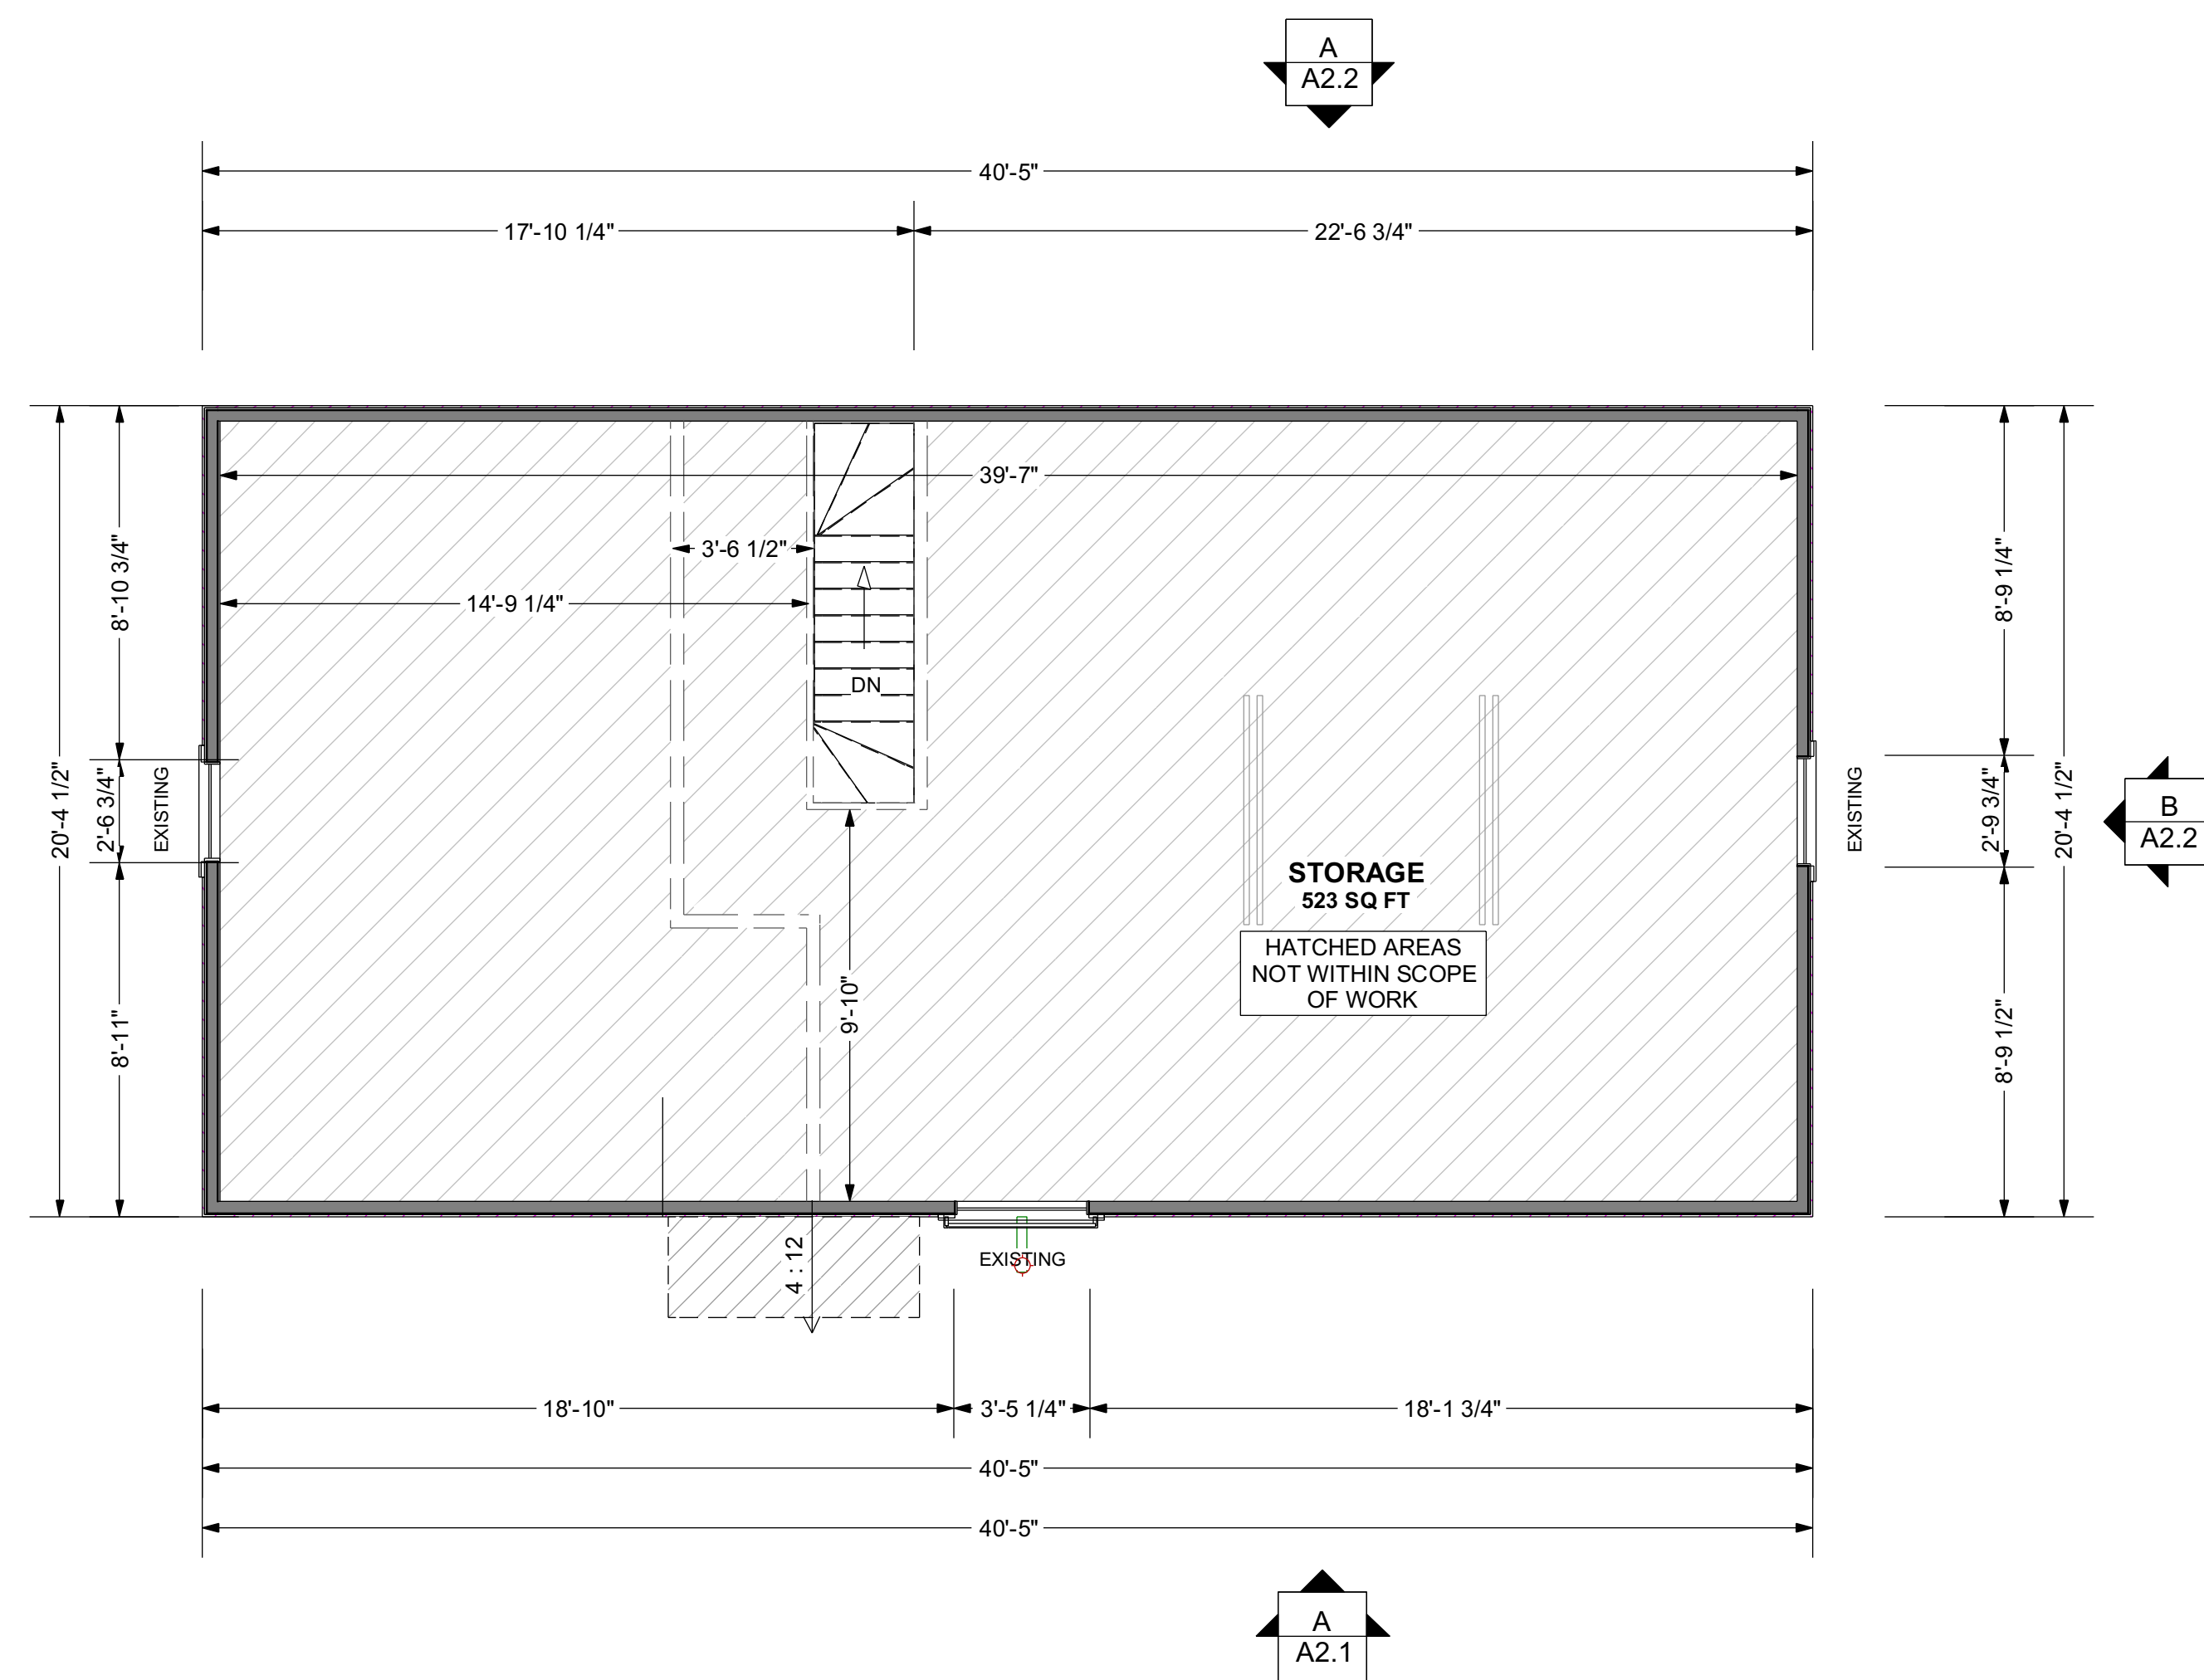 A
A2.2
40'-5"
17'-10 1/4"
22'-6 3/4"
39'-7"
3'-6 1/2"
14'-9 1/4"
DN
8'-10 3/4"
2'-6 3/4"
8'-11"
20'-4 1/2"
EXISTING
8'-9 1/4"
2'-9 3/4"
8'-9 1/2"
20'-4 1/2"
EXISTING
B
A2.2
STORAGE
523 SQ FT
HATCHED AREAS
NOT WITHIN SCOPE
OF WORK
9'-10"
4 : 12
EXISTING
18'-10"
3'-5 1/4"
18'-1 3/4"
40'-5"
40'-5"
A
A2.1